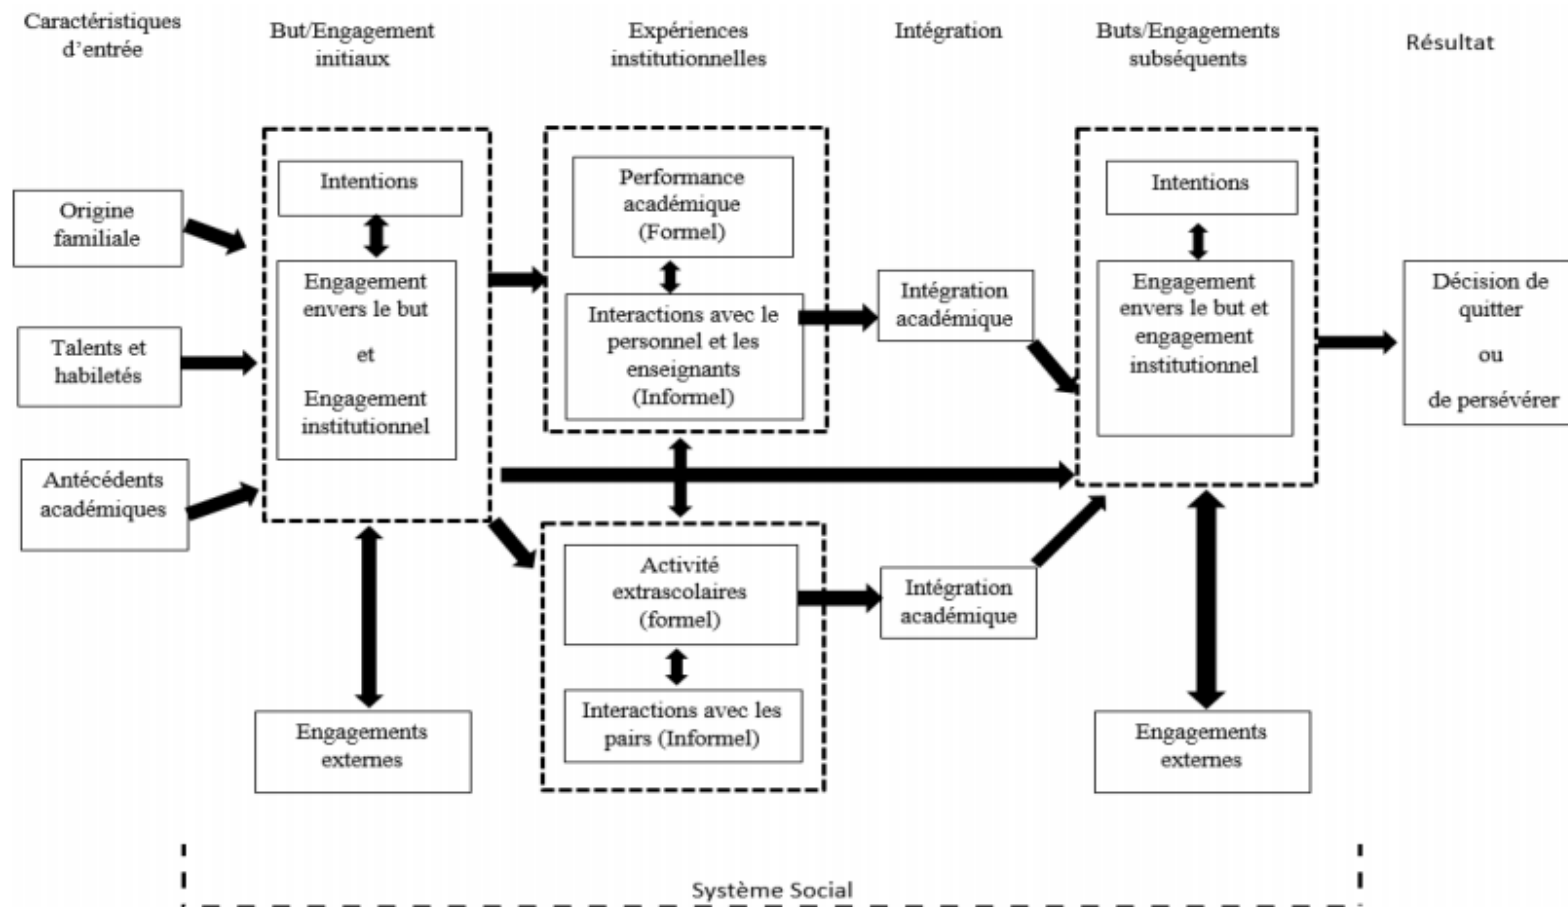 Caractéristiques
d'entrée
But/Engagement
initiaux
Expériences
institutionnelles
Intégration
Buts/Engagements
subséquents
Résultat
Origine
familiale
Talents et
habiletés
Antécédents
académiques
Intentions
Engagement
envers le but
et
Engagement
institutionnel
Engagements
externes
Performance
académique
(Formel)
Interactions avec le
personnel et les
enseignants
(Informel)
Activité
extrascolaires
(formel)
Interactions avec les
pairs (Informel)
Intégration
académique
Intégration
académique
Intentions
Engagement
envers le but et
engagement
institutionnel
Engagements
externes
Décision de
quitter
ou
de persévérer
Système Social